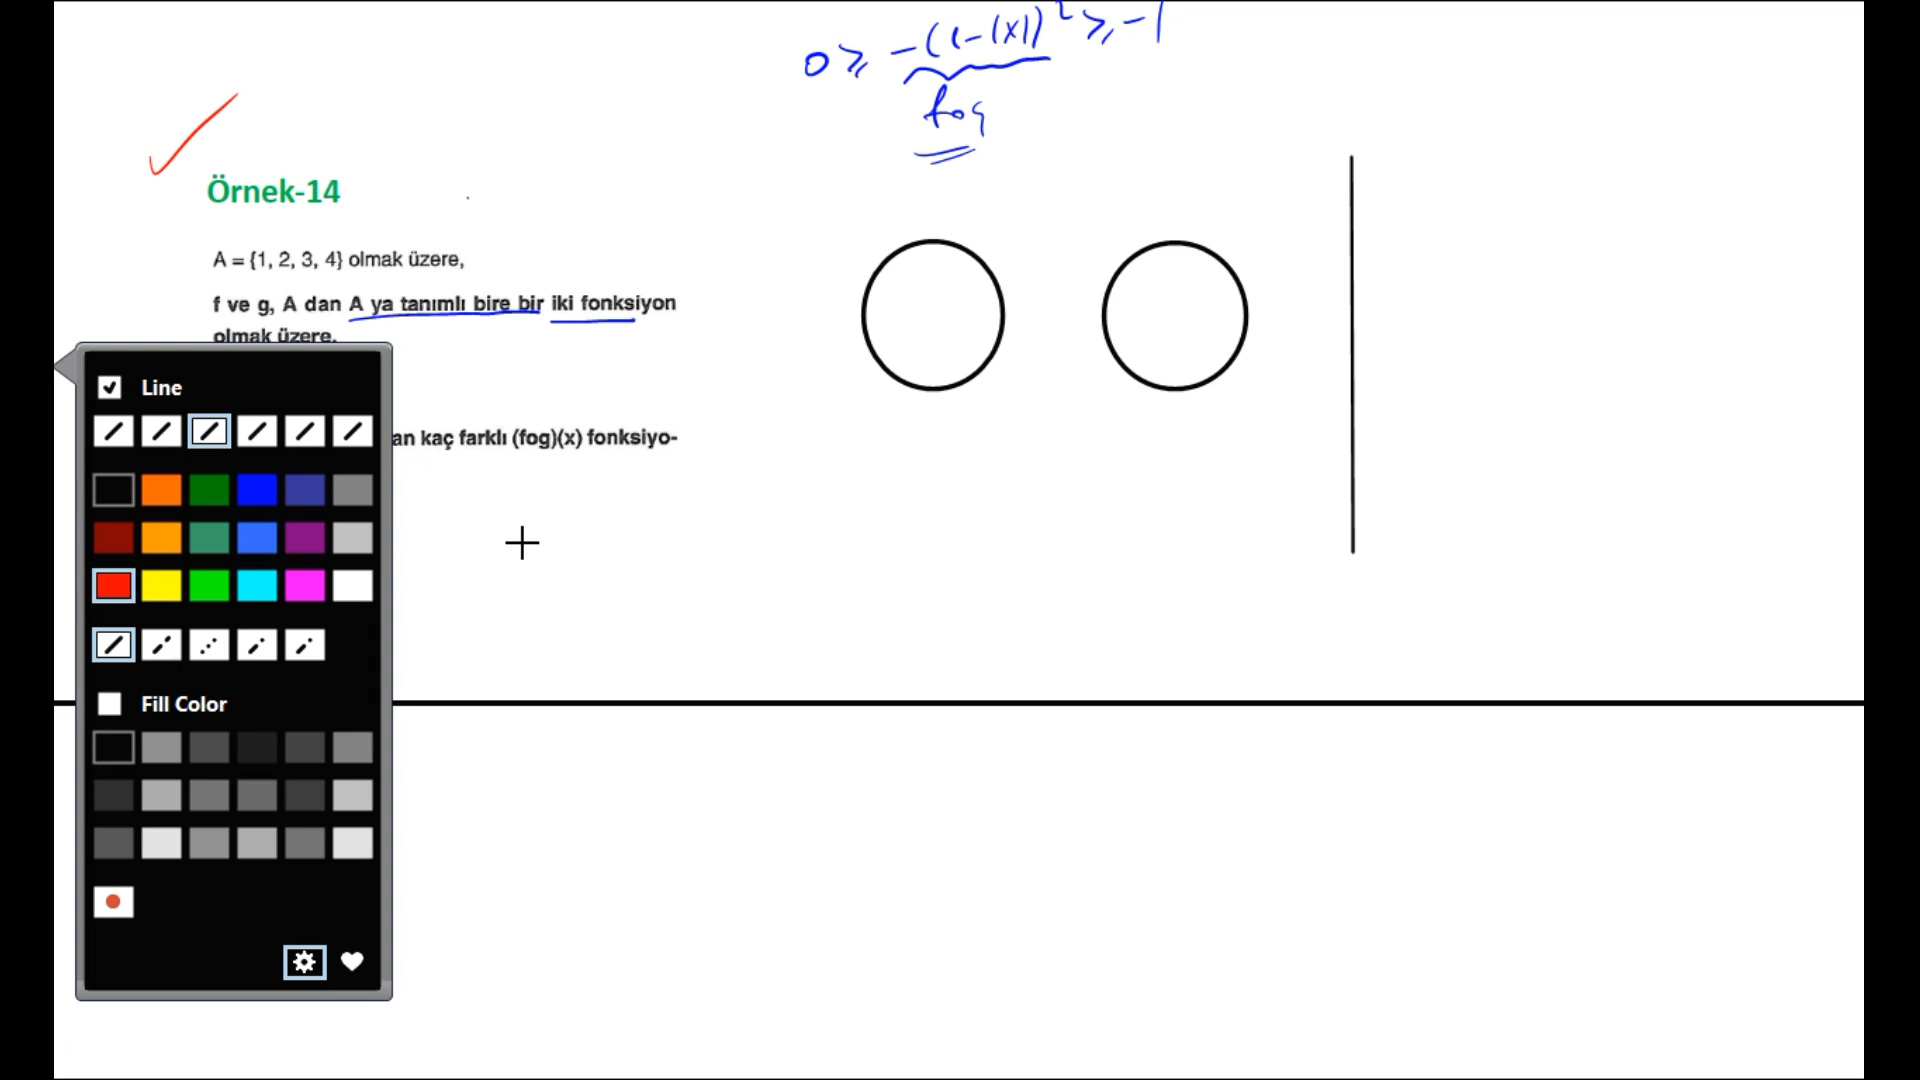 0 ≥ -(1-|x|)² ≥ -1
fog
Örnek-14
A = {1, 2, 3, 4} olmak üzere,
f ve g, A dan A ya tanımlı bire bir iki fonksiyon
olmak üzere,
Line
an kaç farklı (fog)(x) fonksiyo-
Fill Color